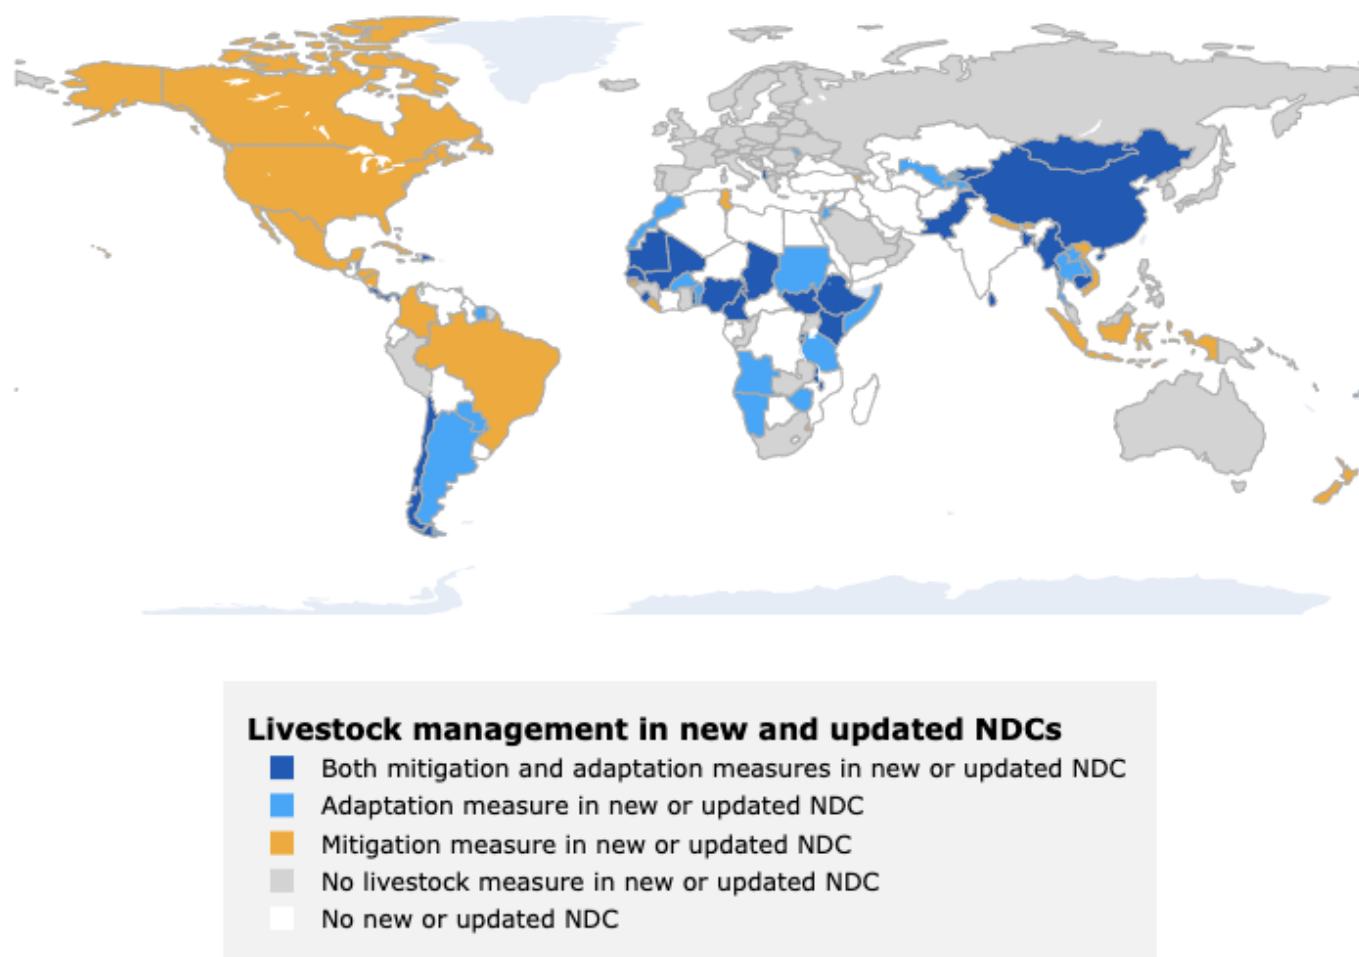 Livestock management in new and updated NDCs
Both mitigation and adaptation measures in new or updated NDC
Adaptation measure in new or updated NDC
Mitigation measure in new or updated NDC
No livestock measure in new or updated NDC
No new or updated NDC